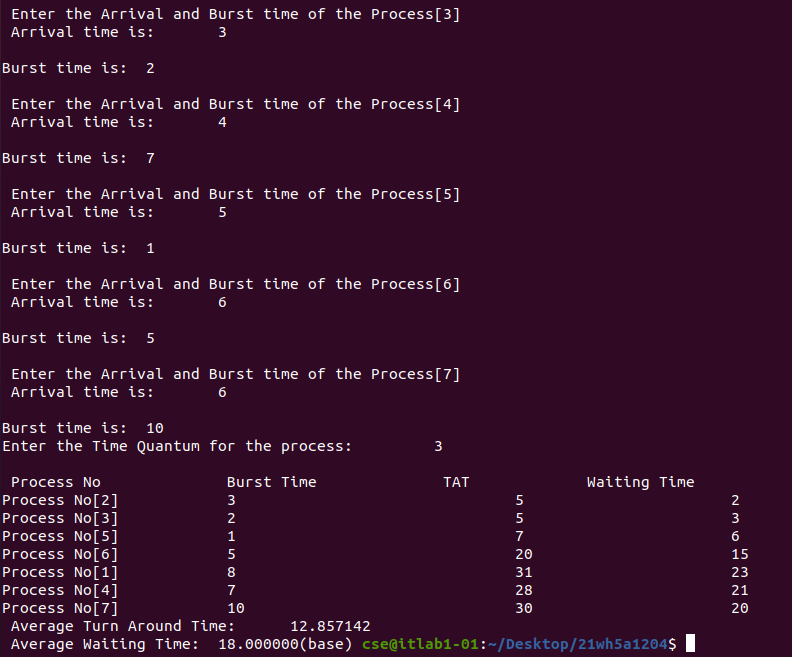 Enter the Arrival and Burst time of the Process[3]
Arrival time is: 3
Burst time is: 2
Enter the Arrival and Burst time of the Process[4]
Arrival time is: 4
Burst time is: 7
Enter the Arrival and Burst time of the Process[5]
Arrival time is: 5
Burst time is: 1
Enter the Arrival and Burst time of the Process[6]
Arrival time is: 6
Burst time is: 5
Enter the Arrival and Burst time of the Process[7]
Arrival time is: 6
Burst time is: 10
Enter the Time Quantum for the process: 3
Process No Burst Time TAT Waiting Time
Process No[2] 3 5 2
Process No[3] 2 5 3
Process No[5] 1 7 6
Process No[6] 5 20 15
Process No[1] 8 31 23
Process No[4] 7 28 21
Process No[7] 10 30 20
Average Turn Around Time: 12.857142
Average Waiting Time: 18.000000(base) cse@itlab1-01:~/Desktop/21wh5a1204$